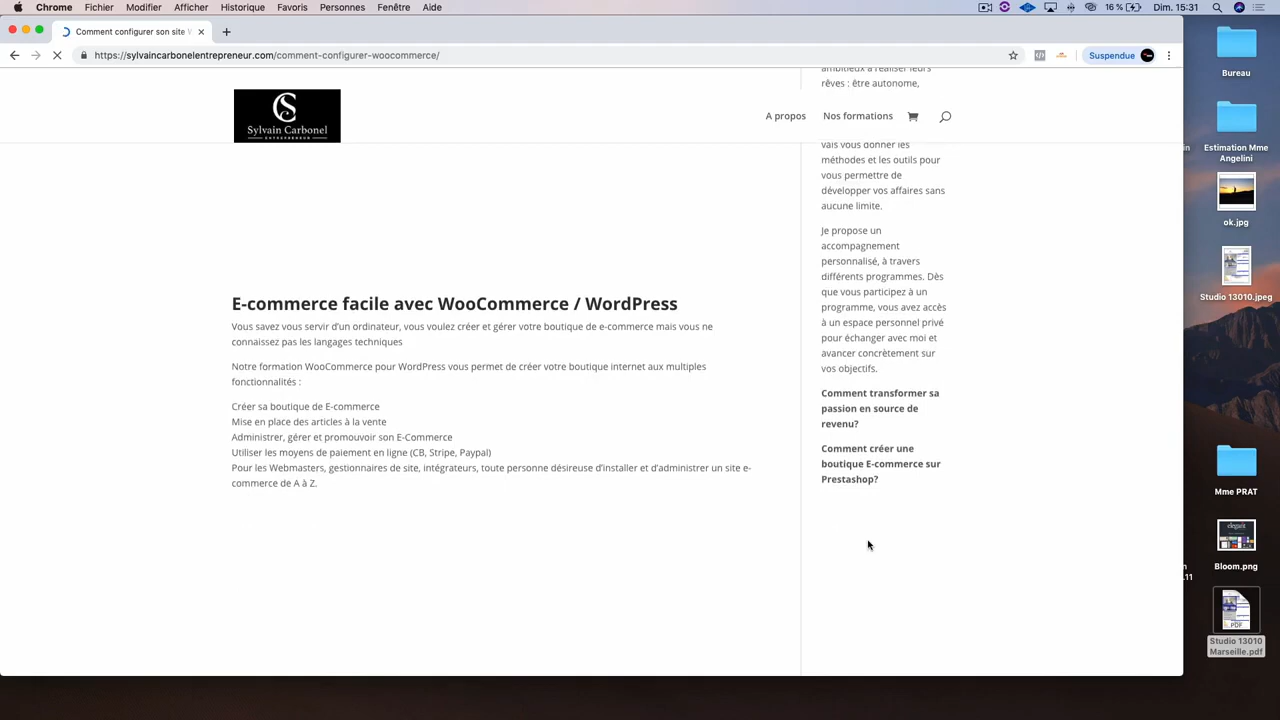 Chrome Fichier Modifier Afficher Historique Favoris Personnes Fenêtre Aide
16 % Dim. 15:31
Comment configurer son site
https://sylvaincarbonelentrepreneur.com/comment-configurer-woocommerce/
Suspendue
CS
Sylvain Carbonel
ENTREPRENEUR
A propos Nos formations
E-commerce facile avec WooCommerce / WordPress
Vous savez vous servir d'un ordinateur, vous voulez créer et gérer votre boutique de e-commerce mais vous ne
connaissez pas les langages techniques
Notre formation WooCommerce pour WordPress vous permet de créer votre boutique internet aux multiples
fonctionnalités :
Créer sa boutique de E-commerce
Mise en place des articles à la vente
Administrer, gérer et promouvoir son E-Commerce
Utiliser les moyens de paiement en ligne (CB, Stripe, Paypal)
Pour les Webmasters, gestionnaires de site, intégrateurs, toute personne désireuse d'installer et d'administrer un site e-
commerce de A à Z.
ambitieux à réaliser leurs
rêves : être autonome,
vais vous donner les
méthodes et les outils pour
vous permettre de
développer vos affaires sans
aucune limite.
Je propose un
accompagnement
personnalisé, à travers
différents programmes. Dès
que vous participez à un
programme, vous avez accès
à un espace personnel privé
pour échanger avec moi et
avancer concrètement sur
vos objectifs.
Comment transformer sa
passion en source de
revenu?
Comment créer une
boutique E-commerce sur
Prestashop?
Bureau
Estimation Mme
Angelini
ok.jpg
Studio 13010.jpeg
Mme PRAT
elegant
Bloom.png
PDF
Studio 13010
Marseille.pdf